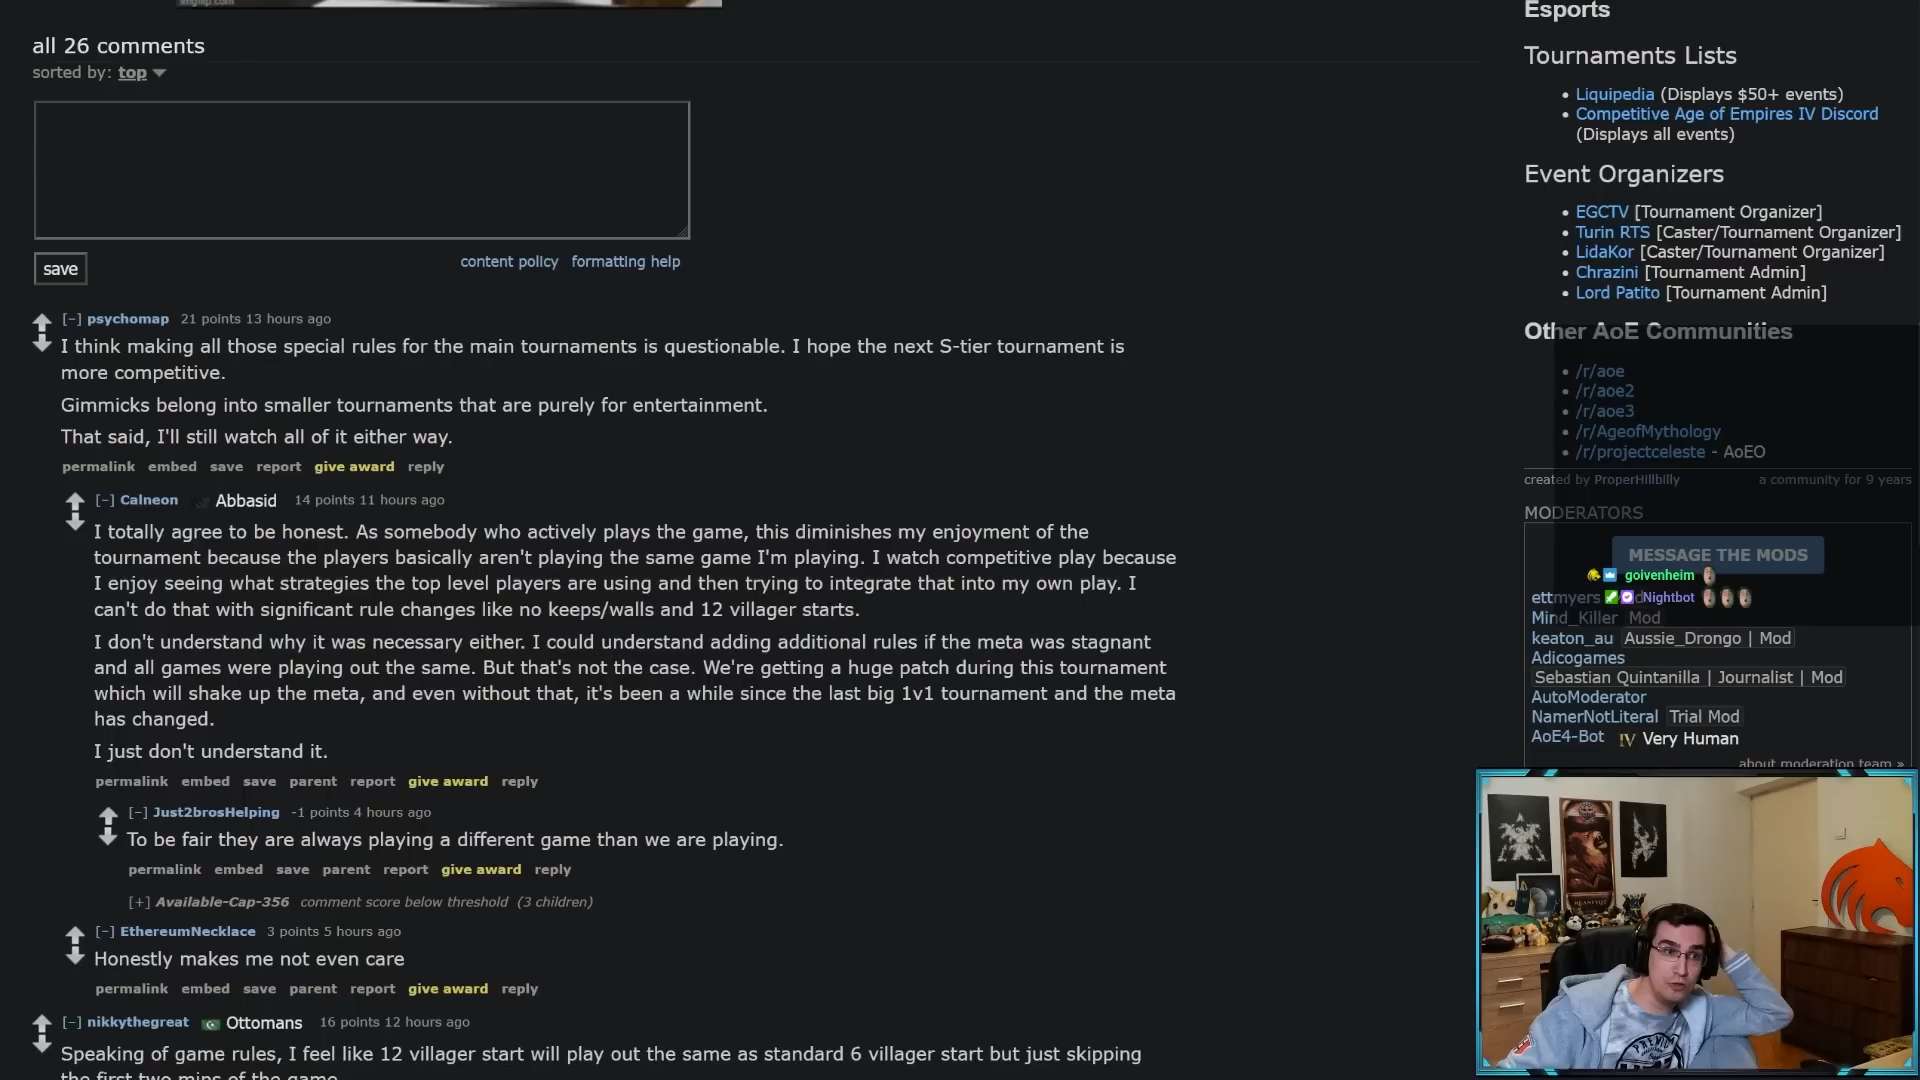 imgflip.com
all 26 comments
sorted by: top
save
content policy formatting help
[–] psychomap 21 points 13 hours ago
I think making all those special rules for the main tournaments is questionable. I hope the next S-tier tournament is
more competitive.
Gimmicks belong into smaller tournaments that are purely for entertainment.
That said, I'll still watch all of it either way.
permalink embed save report give award reply
[–] Calneon Abbasid 14 points 11 hours ago
I totally agree to be honest. As somebody who actively plays the game, this diminishes my enjoyment of the
tournament because the players basically aren't playing the same game I'm playing. I watch competitive play because
I enjoy seeing what strategies the top level players are using and then trying to integrate that into my own play. I
can't do that with significant rule changes like no keeps/walls and 12 villager starts.
I don't understand why it was necessary either. I could understand adding additional rules if the meta was stagnant
and all games were playing out the same. But that's not the case. We're getting a huge patch during this tournament
which will shake up the meta, and even without that, it's been a while since the last big 1v1 tournament and the meta
has changed.
I just don't understand it.
permalink embed save parent report give award reply
[–] Just2brosHelping -1 points 4 hours ago
To be fair they are always playing a different game than we are playing.
permalink embed save parent report give award reply
[+] Available-Cap-356 comment score below threshold (3 children)
[–] EthereumNecklace 3 points 5 hours ago
Honestly makes me not even care
permalink embed save parent report give award reply
[–] nikkythegreat Ottomans 16 points 12 hours ago
Speaking of game rules, I feel like 12 villager start will play out the same as standard 6 villager start but just skipping
the first two mins of the game.
Esports
Tournaments Lists
• Liquipedia (Displays $50+ events)
• Competitive Age of Empires IV Discord
(Displays all events)
Event Organizers
• EGCTV [Tournament Organizer]
• Turin RTS [Caster/Tournament Organizer]
• LidaKor [Caster/Tournament Organizer]
• Chrazini [Tournament Admin]
• Lord Patito [Tournament Admin]
Other AoE Communities
• /r/aoe
• /r/aoe2
• /r/aoe3
• /r/AgeofMythology
• /r/projectceleste - AoEO
created by ProperHillbilly a community for 9 years
MODERATORS
MESSAGE THE MODS
goivenheim
ettmyers Nightbot
Mind_Killer Mod
keaton_au Aussie_Drongo | Mod
Adicogames
Sebastian Quintanilla | Journalist | Mod
AutoModerator
NamerNotLiteral Trial Mod
AoE4-Bot IV Very Human
about moderation team »